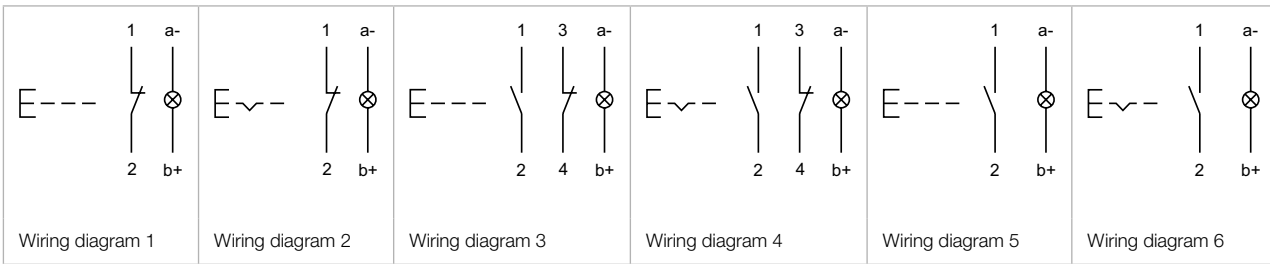 1 a-
2 b+
Wiring diagram 1
1 a-
2 b+
Wiring diagram 2
1 3 a-
2 4 b+
Wiring diagram 3
1 3 a-
2 4 b+
Wiring diagram 4
1 a-
2 b+
Wiring diagram 5
1 a-
2 b+
Wiring diagram 6